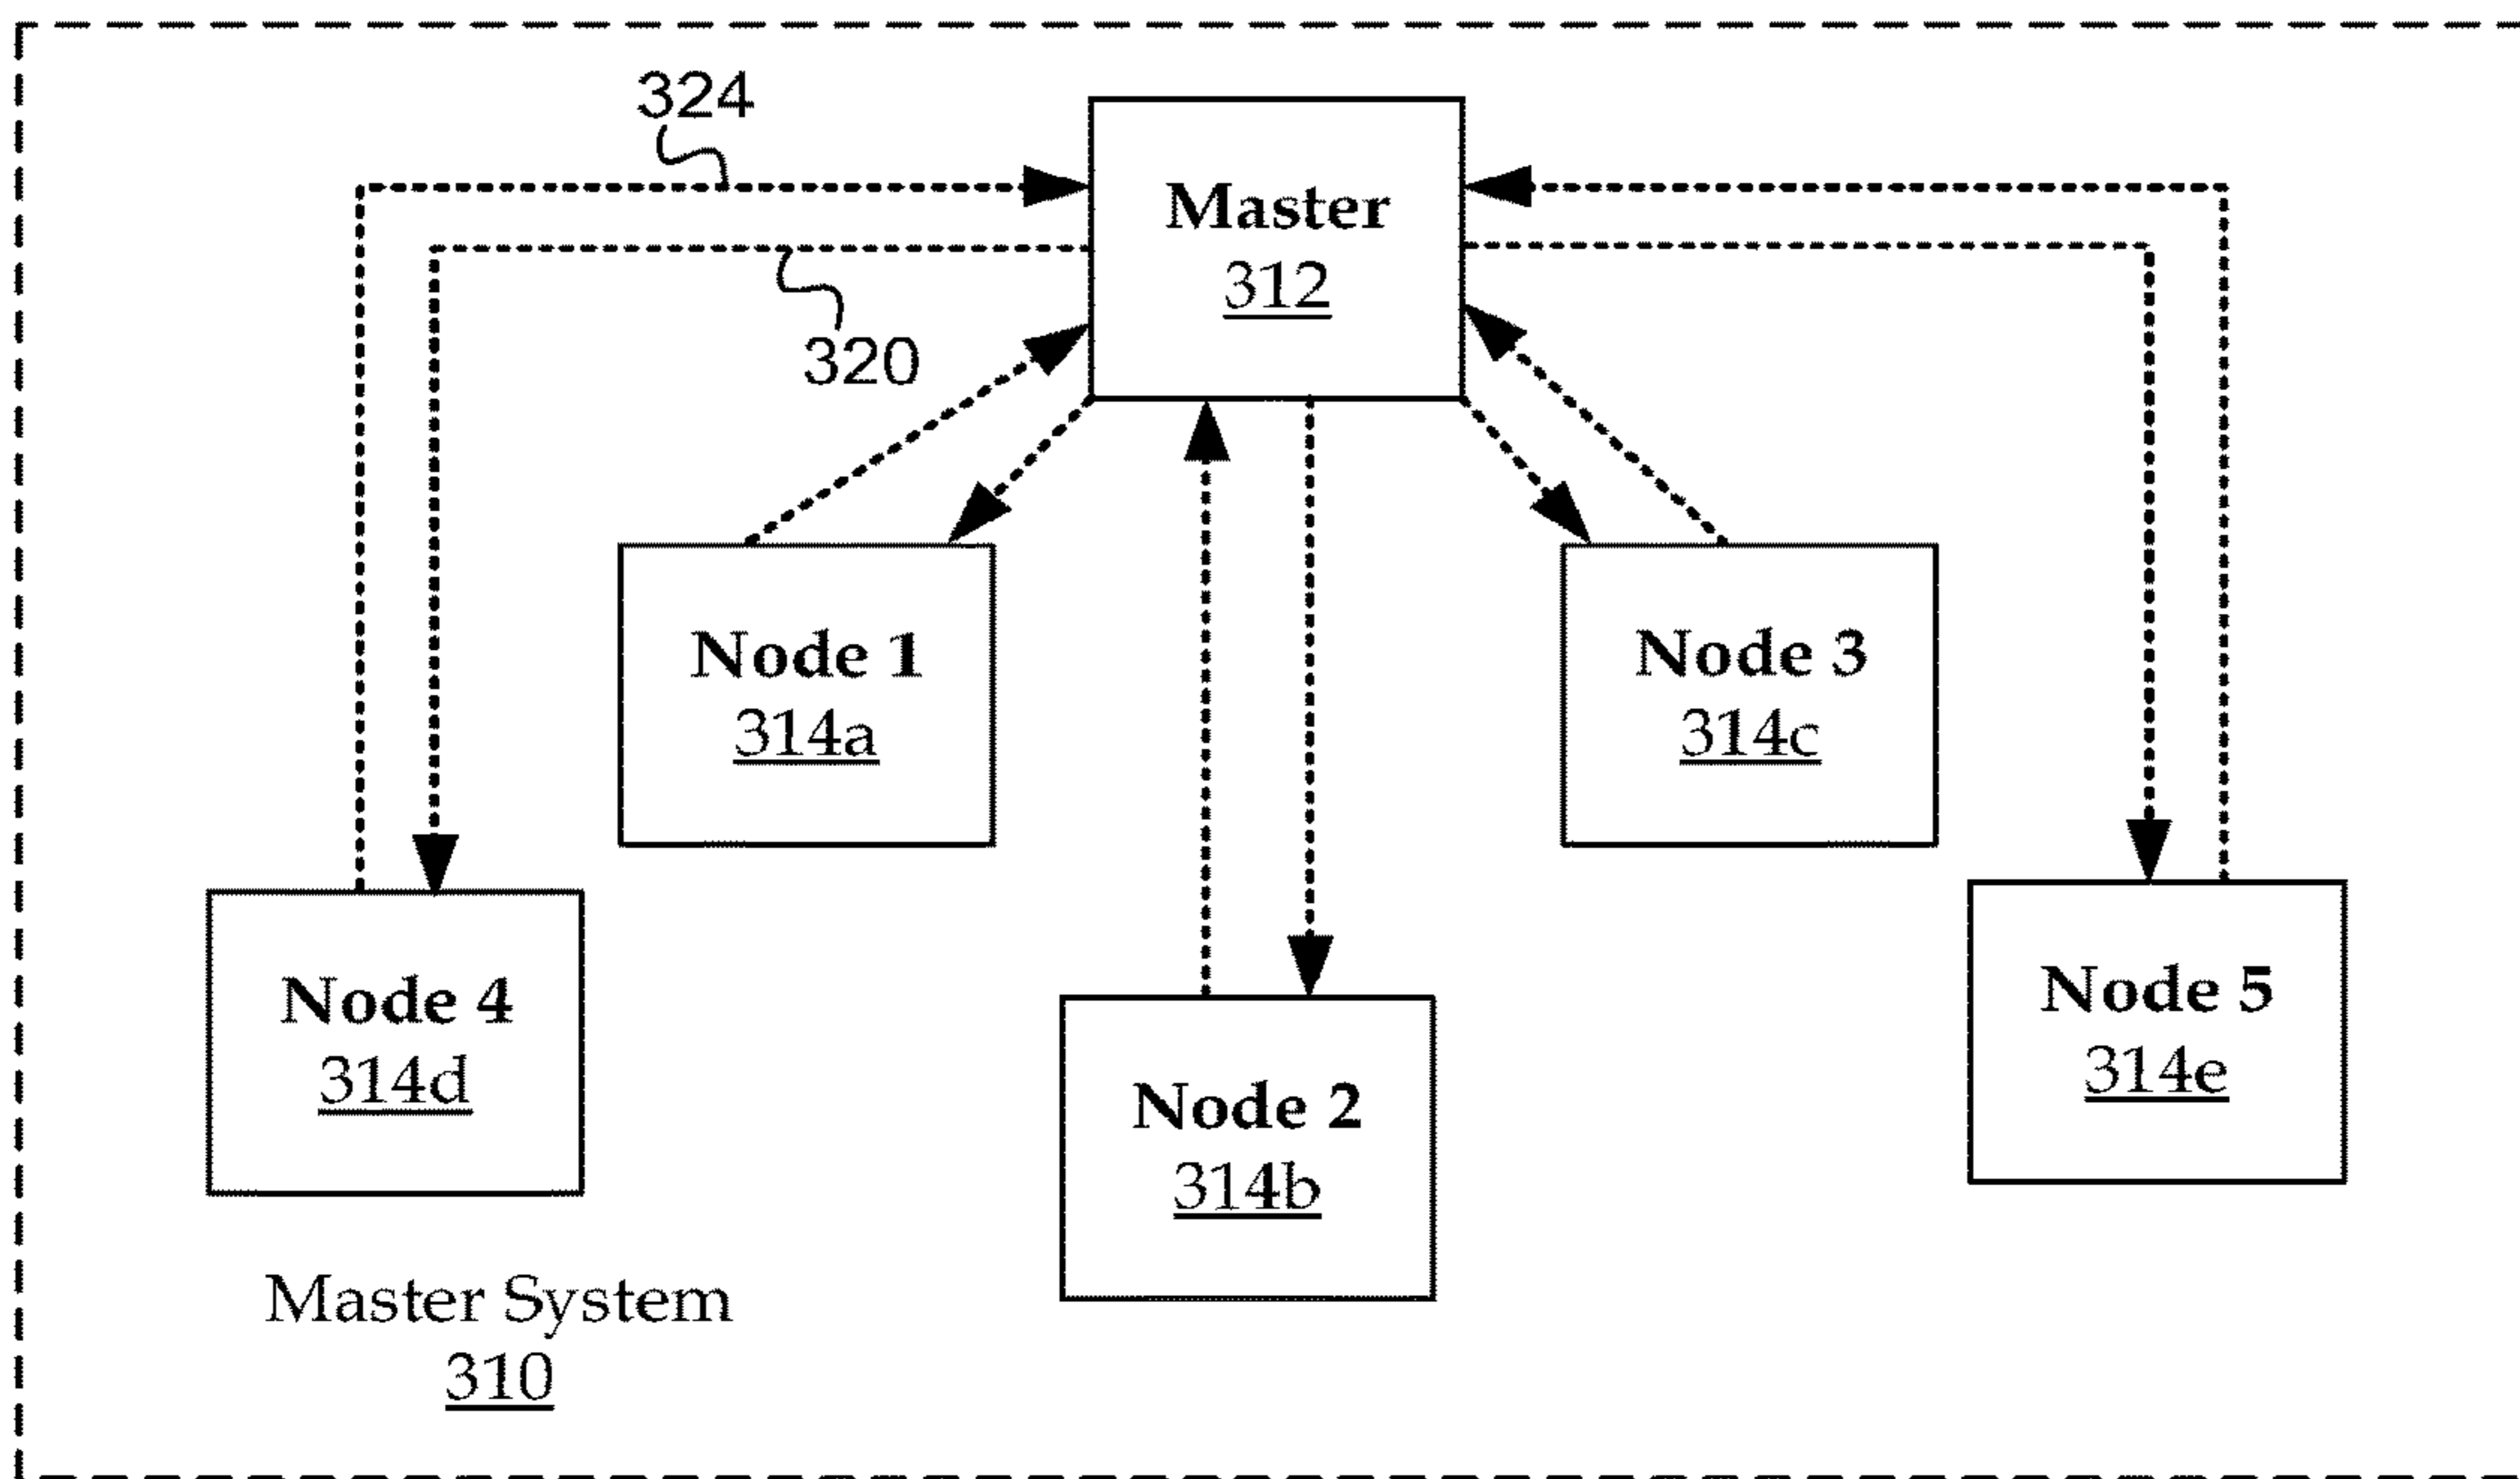 324
Master
312
320
Node 1
314a
Node 3
314c
Node 4
314d
Node 5
314e
Node 2
314b
Master System
310